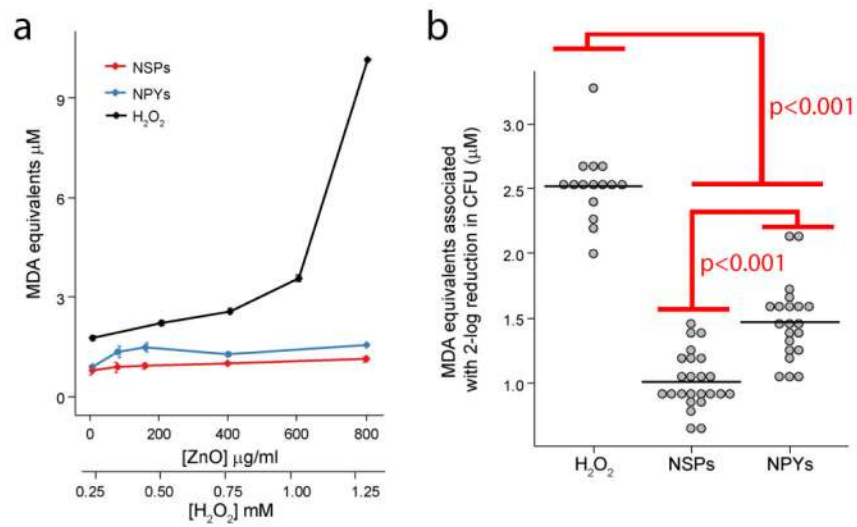 a
NSPs
NPYs
H₂O₂
MDA equivalents μM
9
6
3
0
0
200
400
600
800
[ZnO] μg/ml
0.25
0.50
0.75
1.00
1.25
[H₂O₂] mM
b
MDA equivalents associated
with 2-log reduction in CFU (μM)
3.0
2.5
2.0
1.5
1.0
p<0.001
p<0.001
H₂O₂
NSPs
NPYs